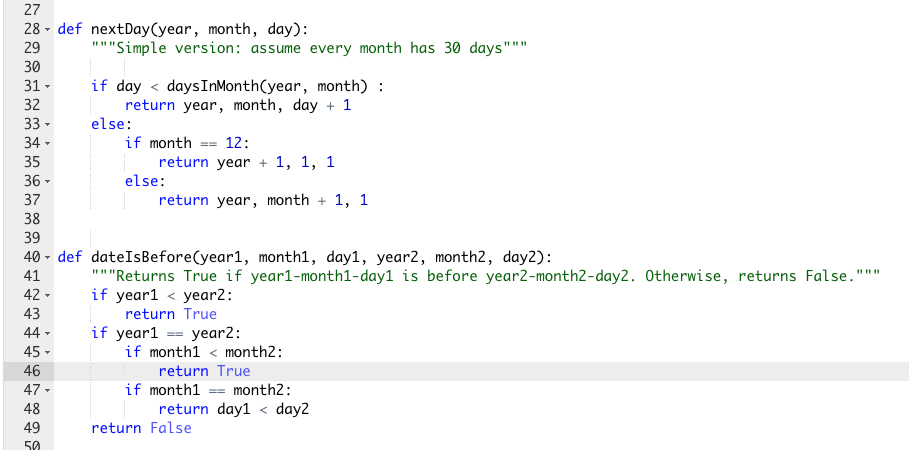 27
28 def nextDay(year, month, day):
29     """Simple version: assume every month has 30 days"""
30
31     if day < daysInMonth(year, month) :
32         return year, month, day + 1
33     else:
34         if month == 12:
35             return year + 1, 1, 1
36         else:
37             return year, month + 1, 1
38
39
40 def dateIsBefore(year1, month1, day1, year2, month2, day2):
41     """Returns True if year1-month1-day1 is before year2-month2-day2. Otherwise, returns False."""
42     if year1 < year2:
43         return True
44     if year1 == year2:
45         if month1 < month2:
46             return True
47         if month1 == month2:
48             return day1 < day2
49     return False
50